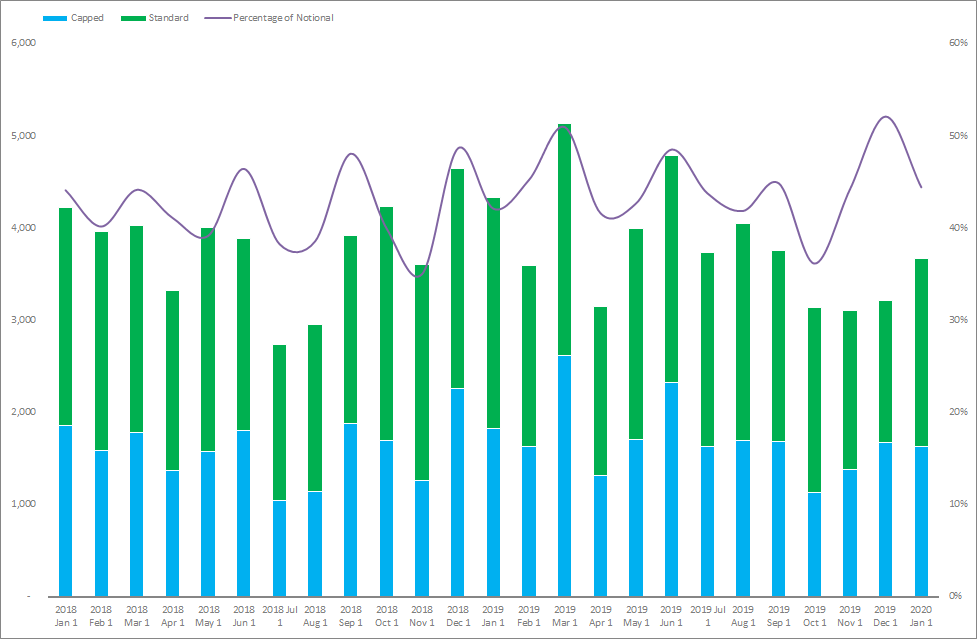 Capped Standard Percentage of Notional
6,000 60%
5,000 50%
4,000 40%
3,000 30%
2,000 20%
1,000 10%
- 0%
2018 2018 2018 2018 2018 2018 2018 Jul 2018 2018 2018 2018 2018 2019 2019 2019 2019 2019 2019 2019 Jul 2019 2019 2019 2019 2019 2020
Jan 1 Feb 1 Mar 1 Apr 1 May 1 Jun 1 1 Aug 1 Sep 1 Oct 1 Nov 1 Dec 1 Jan 1 Feb 1 Mar 1 Apr 1 May 1 Jun 1 1 Aug 1 Sep 1 Oct 1 Nov 1 Dec 1 Jan 1